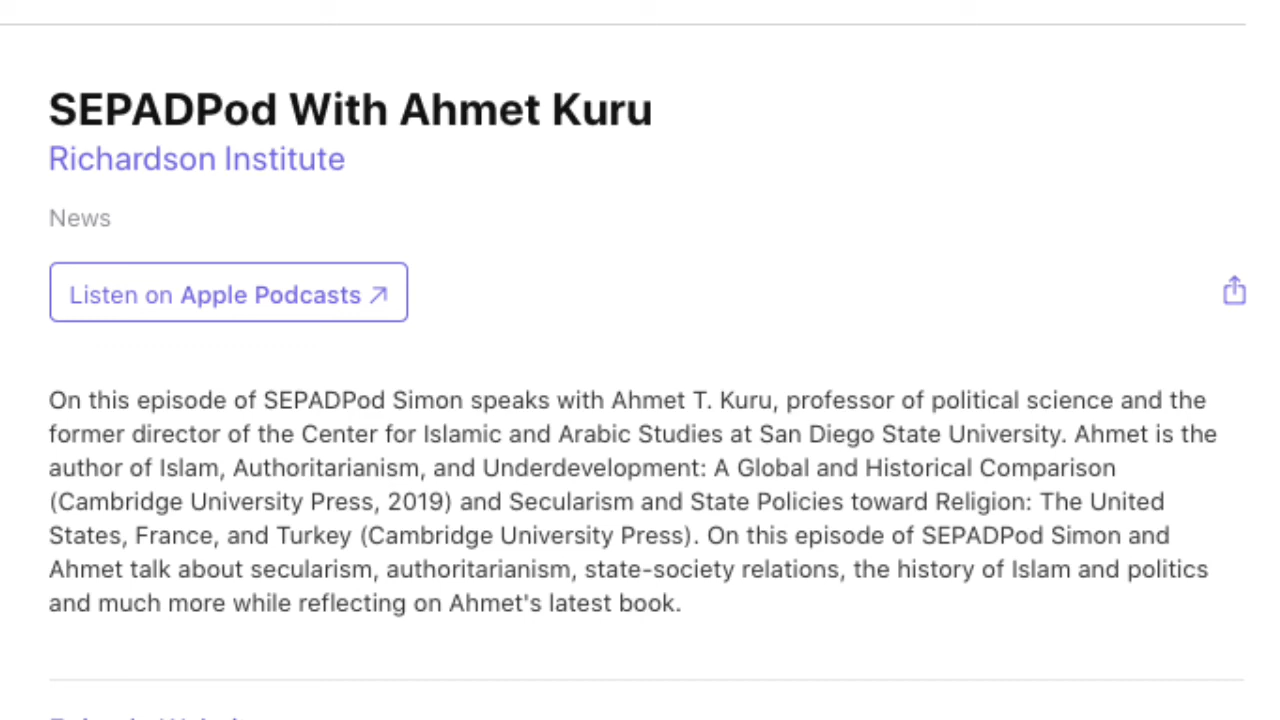 SEPADPod With Ahmet Kuru
Richardson Institute
News
Listen on Apple Podcasts ↗
On this episode of SEPADPod Simon speaks with Ahmet T. Kuru, professor of political science and the
former director of the Center for Islamic and Arabic Studies at San Diego State University. Ahmet is the
author of Islam, Authoritarianism, and Underdevelopment: A Global and Historical Comparison
(Cambridge University Press, 2019) and Secularism and State Policies toward Religion: The United
States, France, and Turkey (Cambridge University Press). On this episode of SEPADPod Simon and
Ahmet talk about secularism, authoritarianism, state-society relations, the history of Islam and politics
and much more while reflecting on Ahmet's latest book.